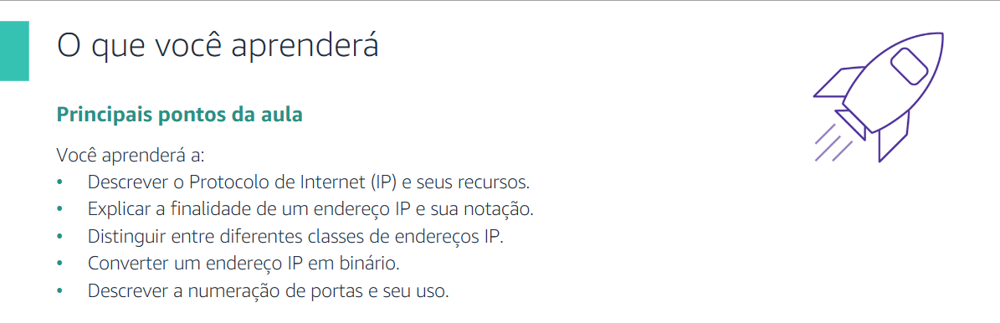 O que você aprenderá
Principais pontos da aula
Você aprenderá a:
• Descrever o Protocolo de Internet (IP) e seus recursos.
• Explicar a finalidade de um endereço IP e sua notação.
• Distinguir entre diferentes classes de endereços IP.
• Converter um endereço IP em binário.
• Descrever a numeração de portas e seu uso.